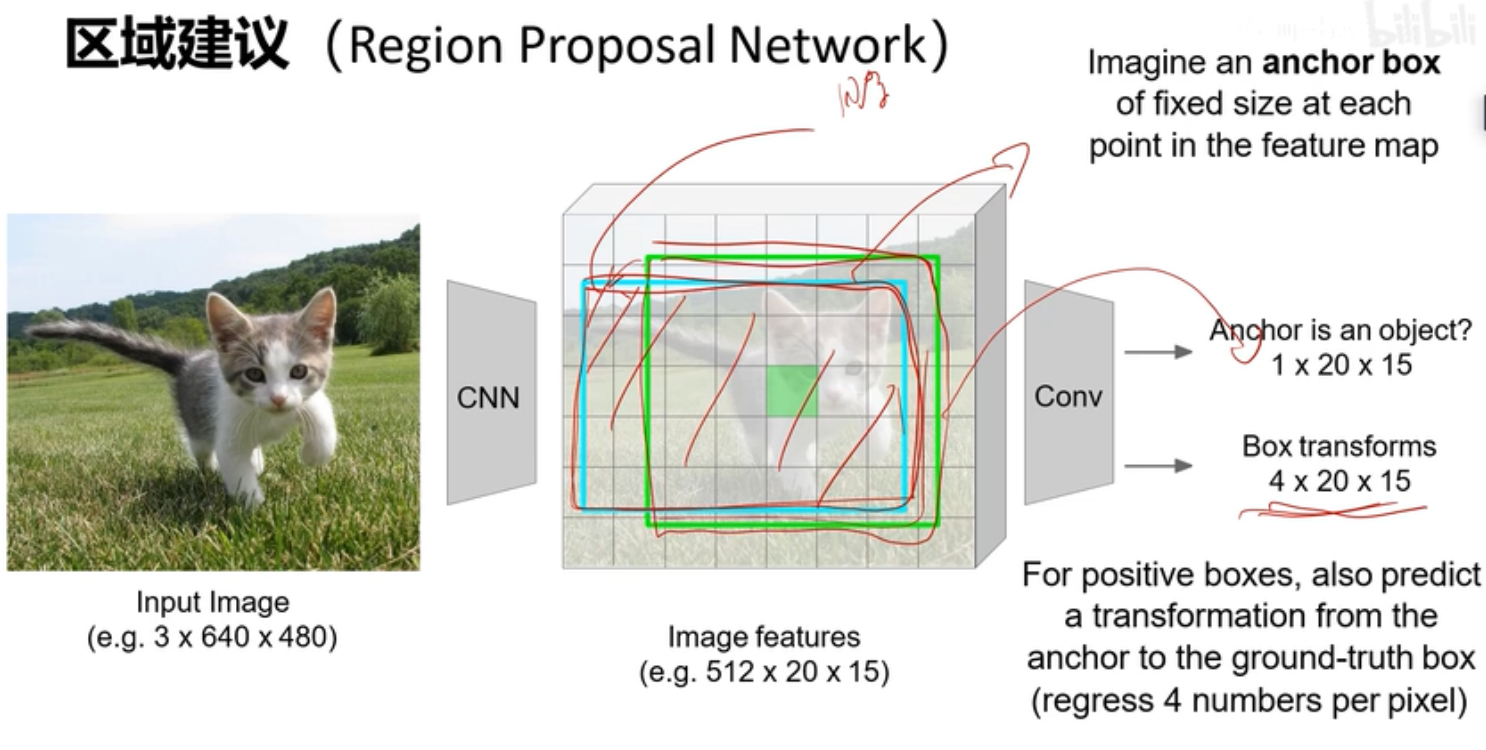 区域建议（Region Proposal Network）
bilibili
Imagine an anchor box
of fixed size at each
point in the feature map
CNN
Conv
Anchor is an object?
1 x 20 x 15
Box transforms
4 x 20 x 15
Input Image
(e.g. 3 x 640 x 480)
Image features
(e.g. 512 x 20 x 15)
For positive boxes, also predict
a transformation from the
anchor to the ground-truth box
(regress 4 numbers per pixel)